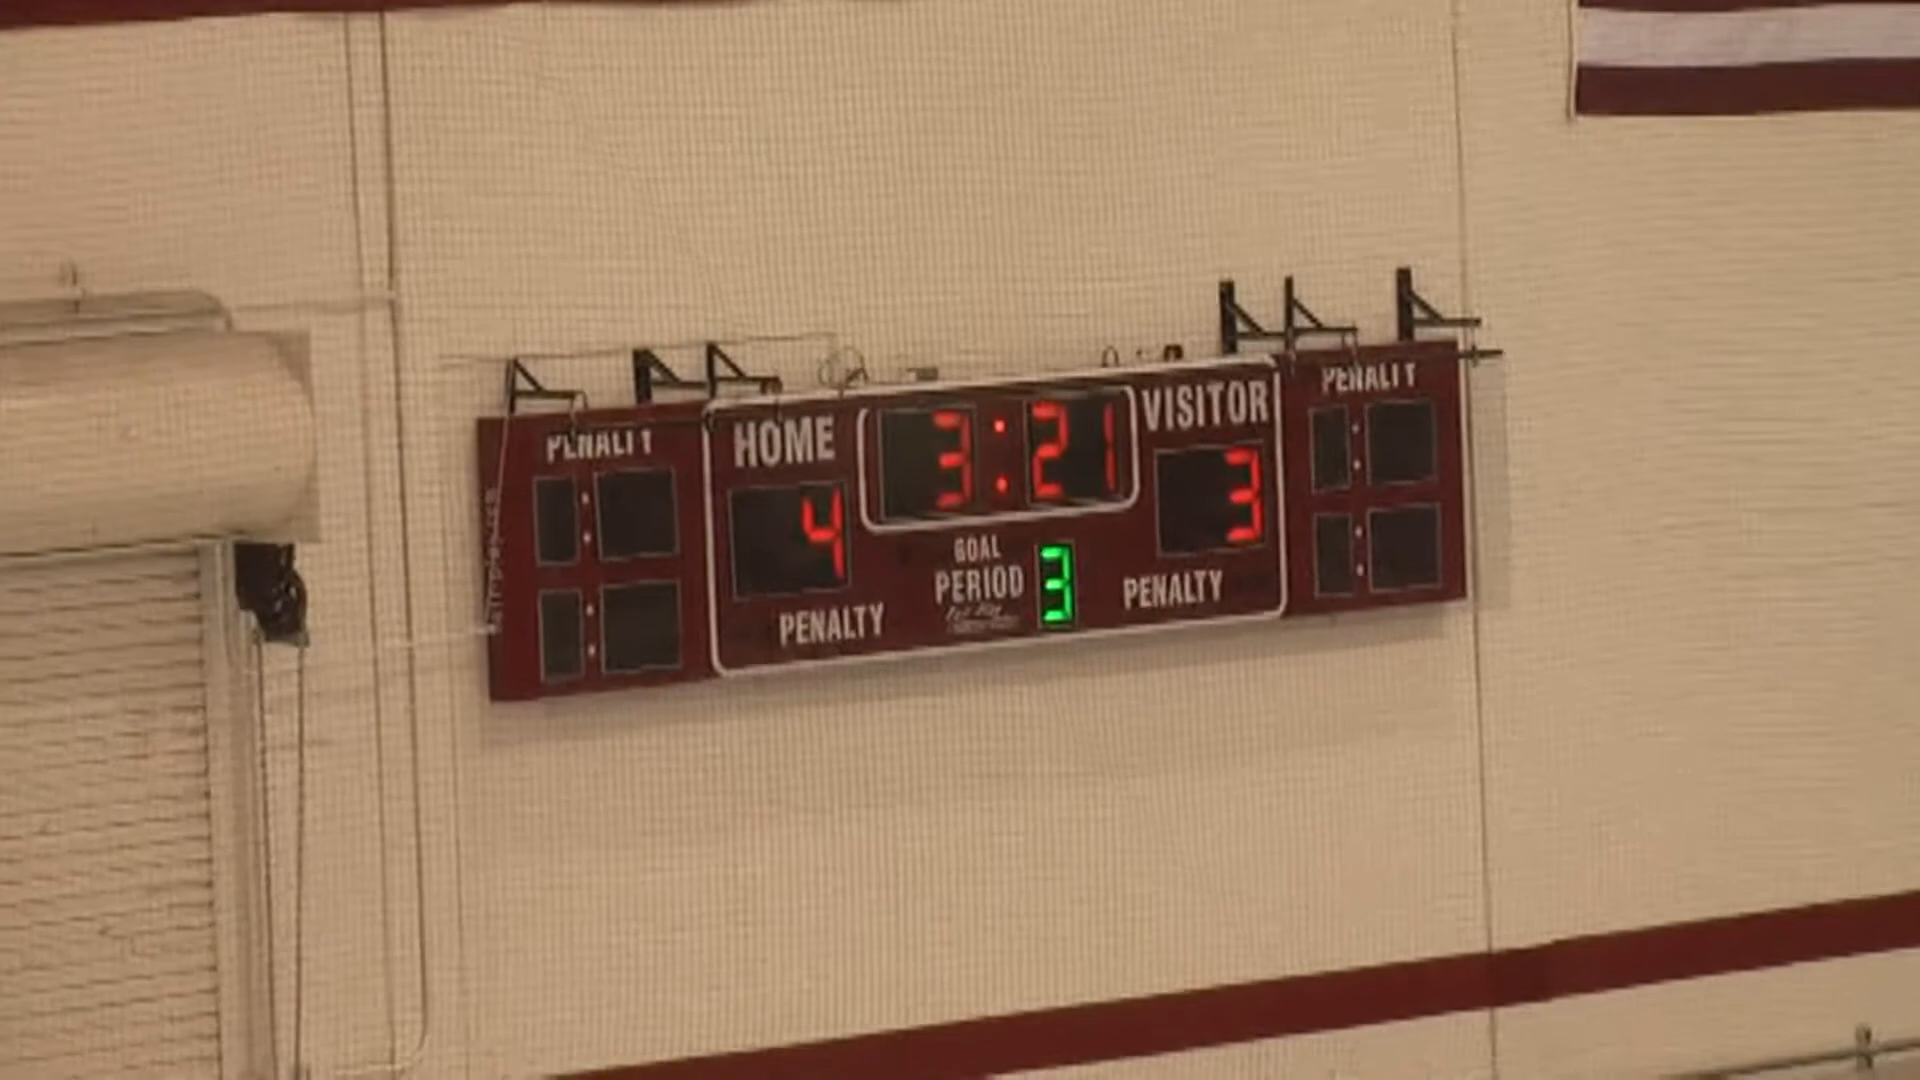 PENALTY
HOME
3:21
VISITOR
PENALTY
4
3
GOAL
PERIOD
3
PENALTY
PENALTY